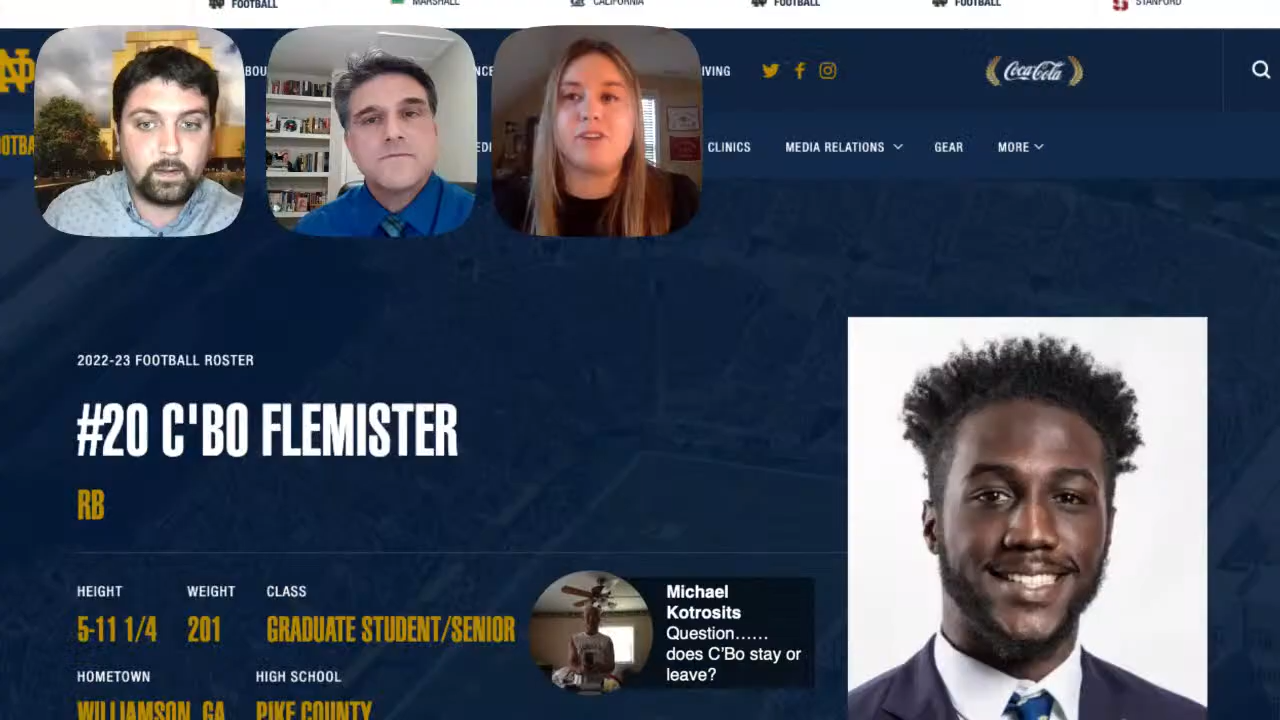 FOOTBALL
MARSHALL
CALIFORNIA
FOOTBALL
FOOTBALL
STANFORD
Coca-Cola
CLINICS
MEDIA RELATIONS
GEAR
MORE
2022-23 FOOTBALL ROSTER
#20 C'BO FLEMISTER
RB
HEIGHT WEIGHT CLASS
5-11 1/4 201 GRADUATE STUDENT/SENIOR
HOMETOWN HIGH SCHOOL
WILLIAMSON, GA PIKE COUNTY
Michael
Kotrosits
Question……
does C'Bo stay or
leave?